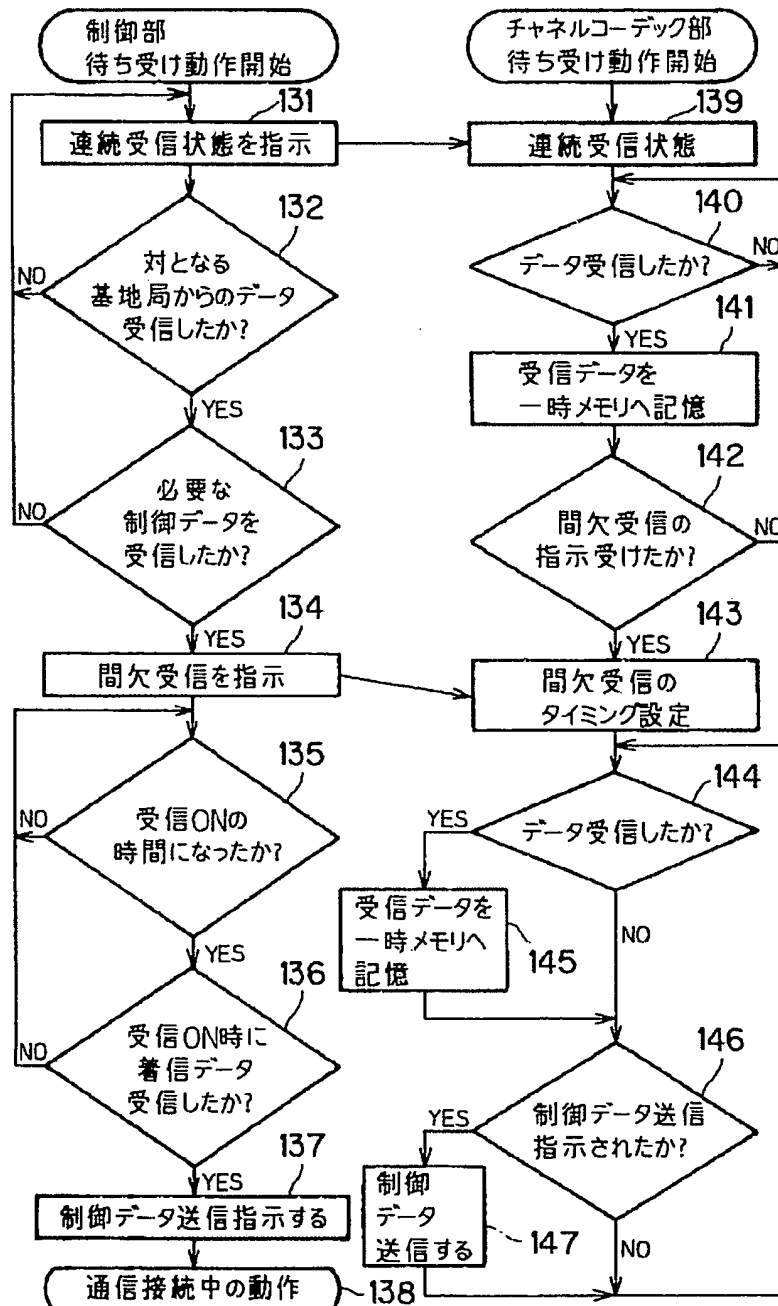 制御部
待ち受け動作開始
131
連続受信状態を指示
132
対となる
基地局からのデータ
受信したか?
NO
YES
133
必要な
制御データを
受信したか?
NO
YES
134
間欠受信を指示
135
受信ONの
時間になったか?
NO
YES
136
受信ON時に
着信データ
受信したか?
NO
YES
137
制御データ送信指示する
通信接続中の動作
138
チャネルコーデック部
待ち受け動作開始
139
連続受信状態
140
データ受信したか?
NO
YES
141
受信データを
一時メモリへ記憶
142
間欠受信の
指示受けたか?
NO
YES
143
間欠受信の
タイミング設定
144
データ受信したか?
YES
NO
受信データを
一時メモリへ
記憶
145
146
制御データ送信
指示されたか?
YES
NO
制御
データ
送信する
147